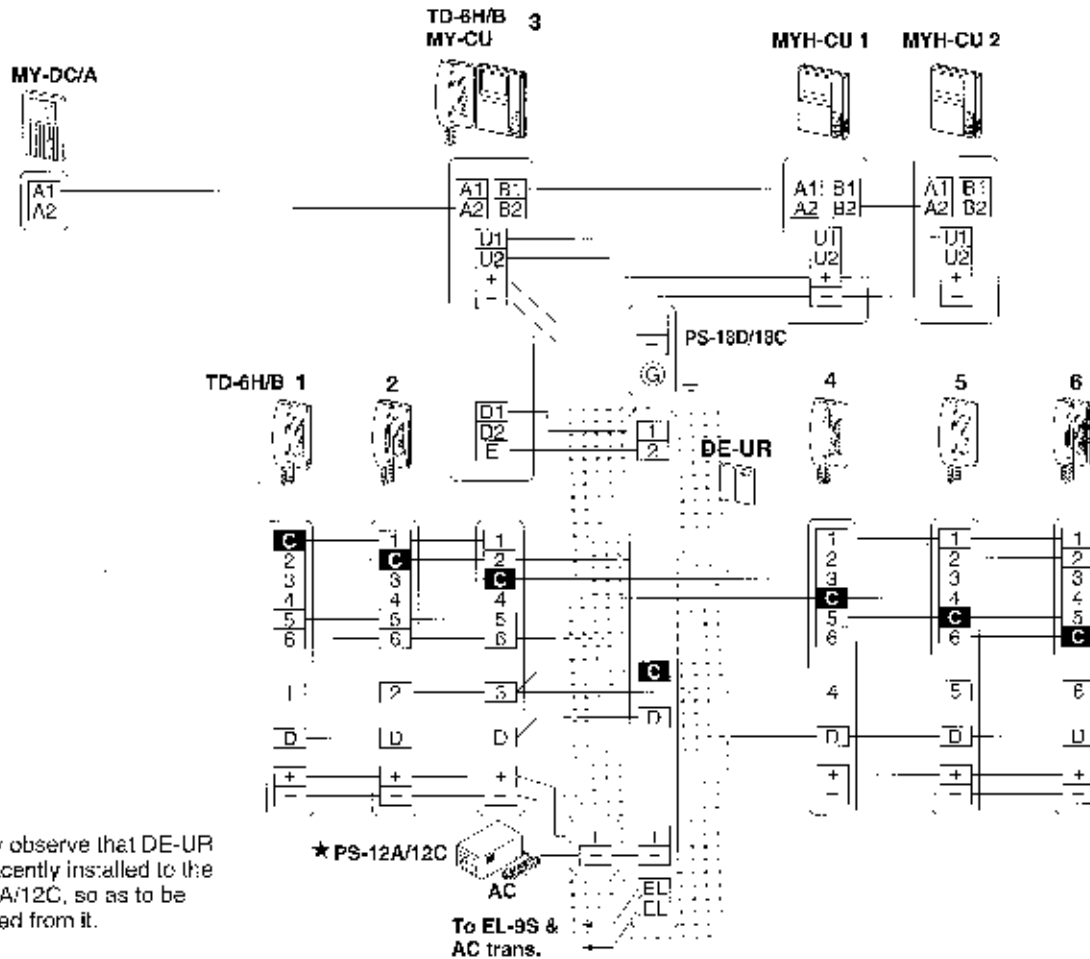 TD-6H/B 3
MY-CU
MYH-CU 1 MYH-CU 2
MY-DC/A
A1
A2
A1 B1
A2 B2
A1 B1
A2 B2
A1 B1
A2 B2
U1
U2
+
−
U1
U2
+
−
U1
U2
+
−
PS-18D/18C
−
G
TD-6H/B 1 2 4 5 6
D1
D2
E
1
2
DE-UR
C 1 1 1 1 1
2 C 2 2 2 2
3 3 C 3 3 3
4 4 4 C 4 4
5 5 5 5 C 5
6 6 6 6 6 C
C
2 3 4 5 6
D D D D D D D
+ + + + + +
− − − − −
observe that DE-UR
installed to the
A/12C, so as to be
from it.
★ PS-12A/12C
AC
− −
EL
EL
To EL-9S &
AC trans.